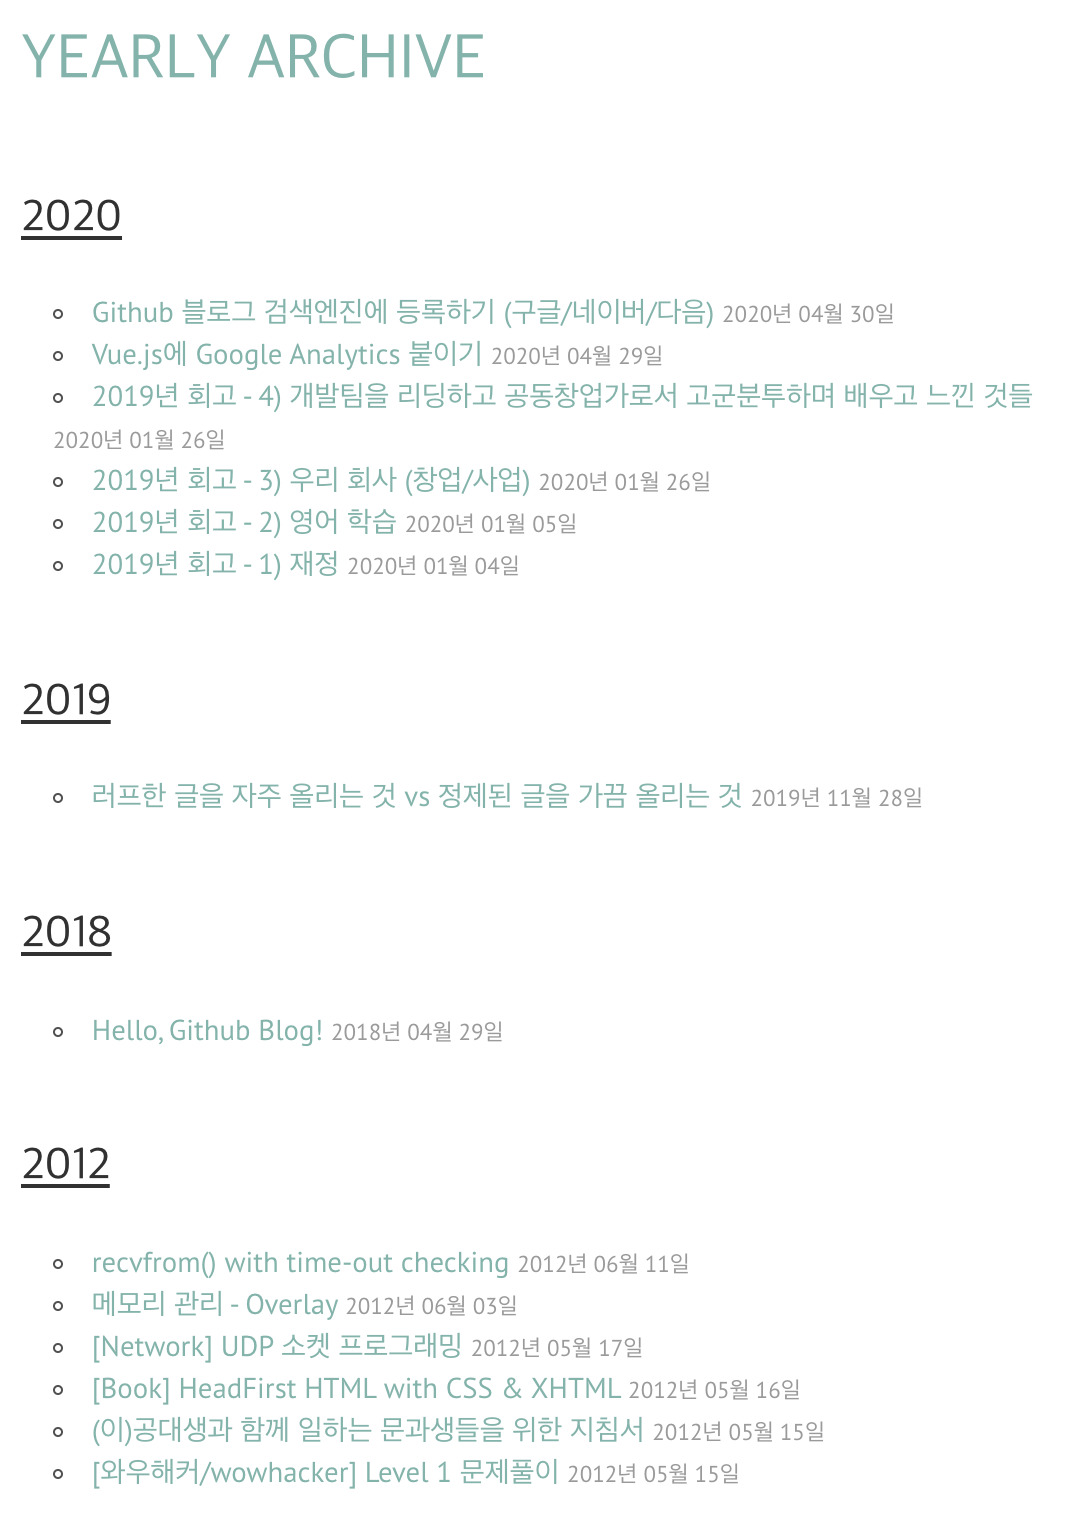 YEARLY ARCHIVE
2020
Github 블로그 검색엔진에 등록하기 (구글/네이버/다음) 2020년 04월 30일
Vue.js에 Google Analytics 붙이기 2020년 04월 29일
2019년 회고 - 4) 개발팀을 리딩하고 공동창업가로서 고군분투하며 배우고 느낀 것들
2020년 01월 26일
2019년 회고 - 3) 우리 회사 (창업/사업) 2020년 01월 26일
2019년 회고 - 2) 영어 학습 2020년 01월 05일
2019년 회고 - 1) 재정 2020년 01월 04일
2019
러프한 글을 자주 올리는 것 vs 정제된 글을 가끔 올리는 것 2019년 11월 28일
2018
Hello, Github Blog! 2018년 04월 29일
2012
recvfrom() with time-out checking 2012년 06월 11일
메모리 관리 - Overlay 2012년 06월 03일
[Network] UDP 소켓 프로그래밍 2012년 05월 17일
[Book] HeadFirst HTML with CSS & XHTML 2012년 05월 16일
(이)공대생과 함께 일하는 문과생들을 위한 지침서 2012년 05월 15일
[와우해커/wowhacker] Level 1 문제풀이 2012년 05월 15일